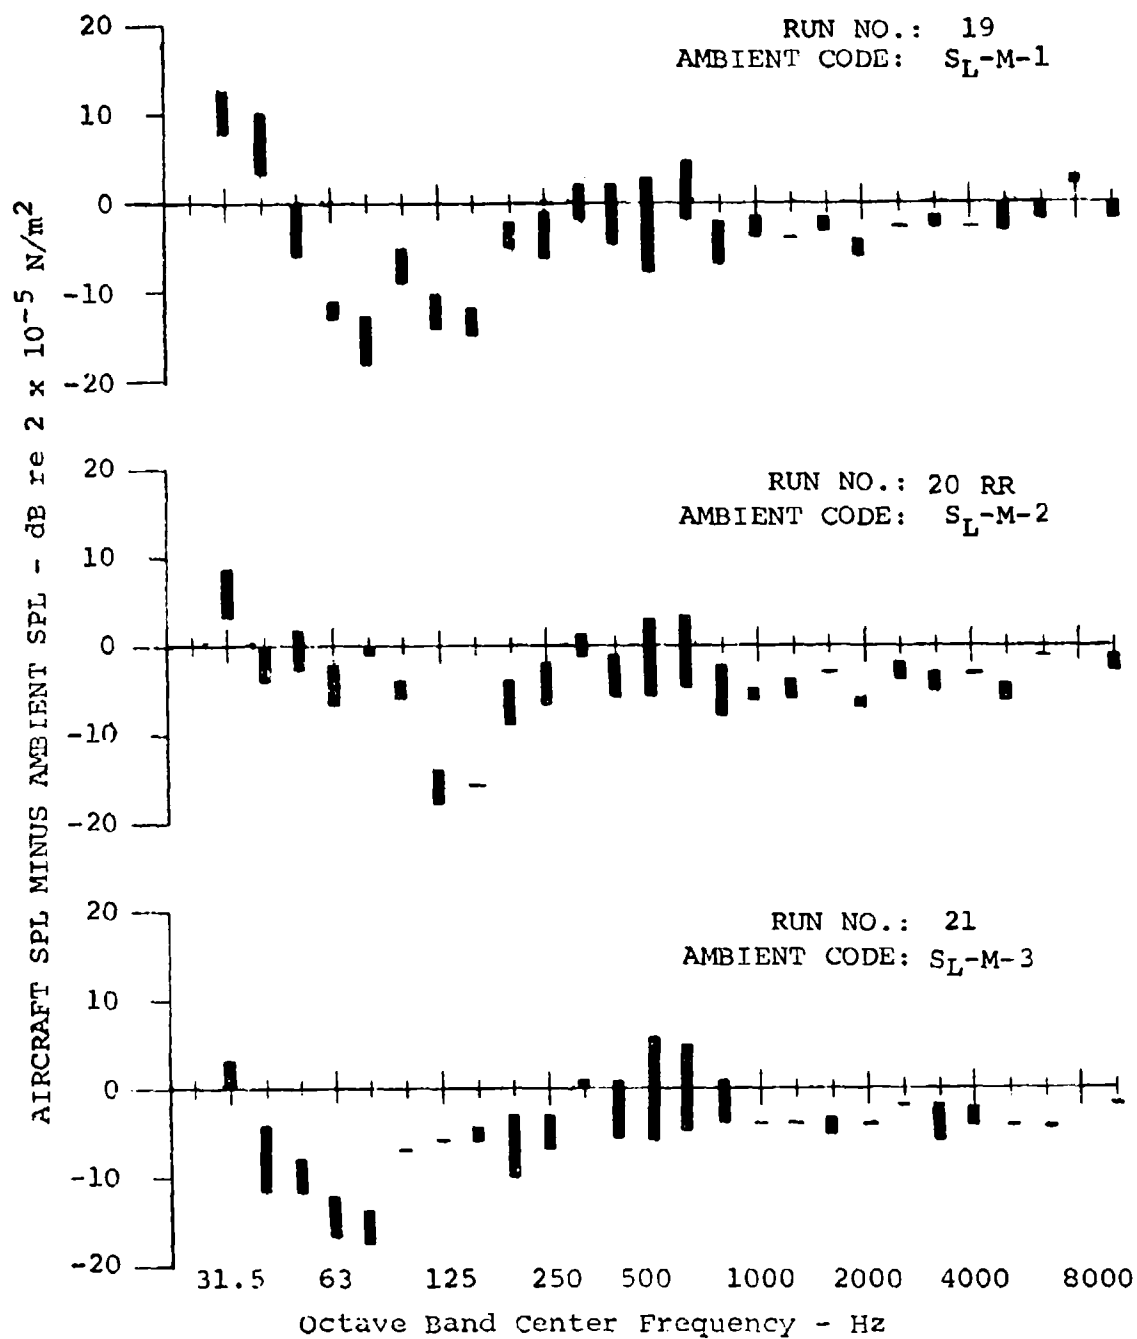 RUN NO.: 19
AMBIENT CODE: SL-M-1
20
10
0
-10
-20
RUN NO.: 20 RR
AMBIENT CODE: SL-M-2
20
10
0
-10
-20
RUN NO.: 21
AMBIENT CODE: SL-M-3
20
10
0
-10
-20
31.5 63 125 250 500 1000 2000 4000 8000
Octave Band Center Frequency - Hz
AIRCRAFT SPL MINUS AMBIENT SPL - dB re 2 x 10-5 N/m2